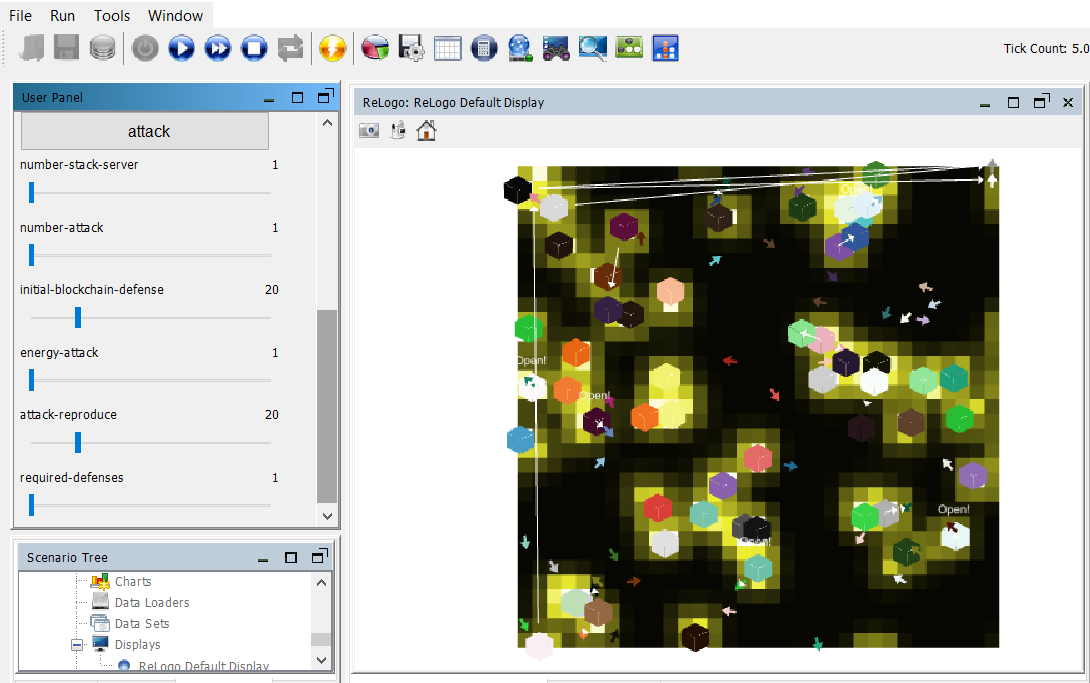 File Run Tools Window
Tick Count: 5.0
User Panel
attack
number-stack-server 1
number-attack 1
initial-blockchain-defense 20
energy-attack 1
attack-reproduce 20
required-defenses 1
Scenario Tree
Charts
Data Loaders
Data Sets
Displays
ReLogo Default Display
ReLogo: ReLogo Default Display
Open!
Open!
Open!
Open!
Open!